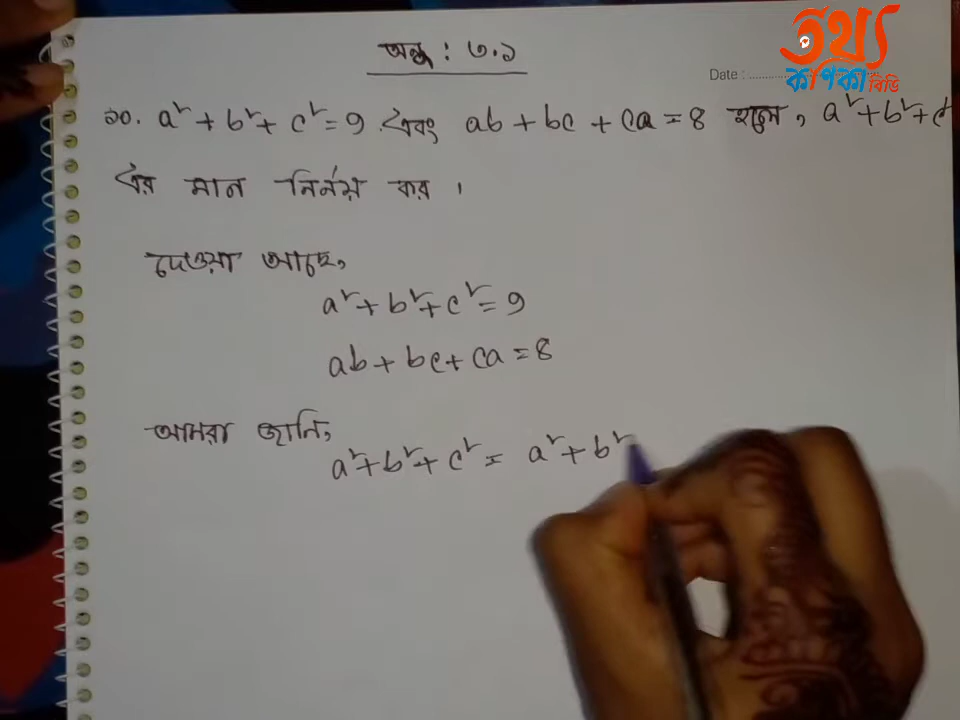 তথ্য
কণিকা বিডি
অনু : ৩.১
Date :
১০. a² + b² + c² = 9 এবং ab + bc + ca = 8 হলে, a² + b² + c²
এর মান নির্নয় কর ।
দেওয়া আছে,
a² + b² + c² = 9
ab + bc + ca = 8
আমরা জানি,
a² + b² + c² = a² + b²